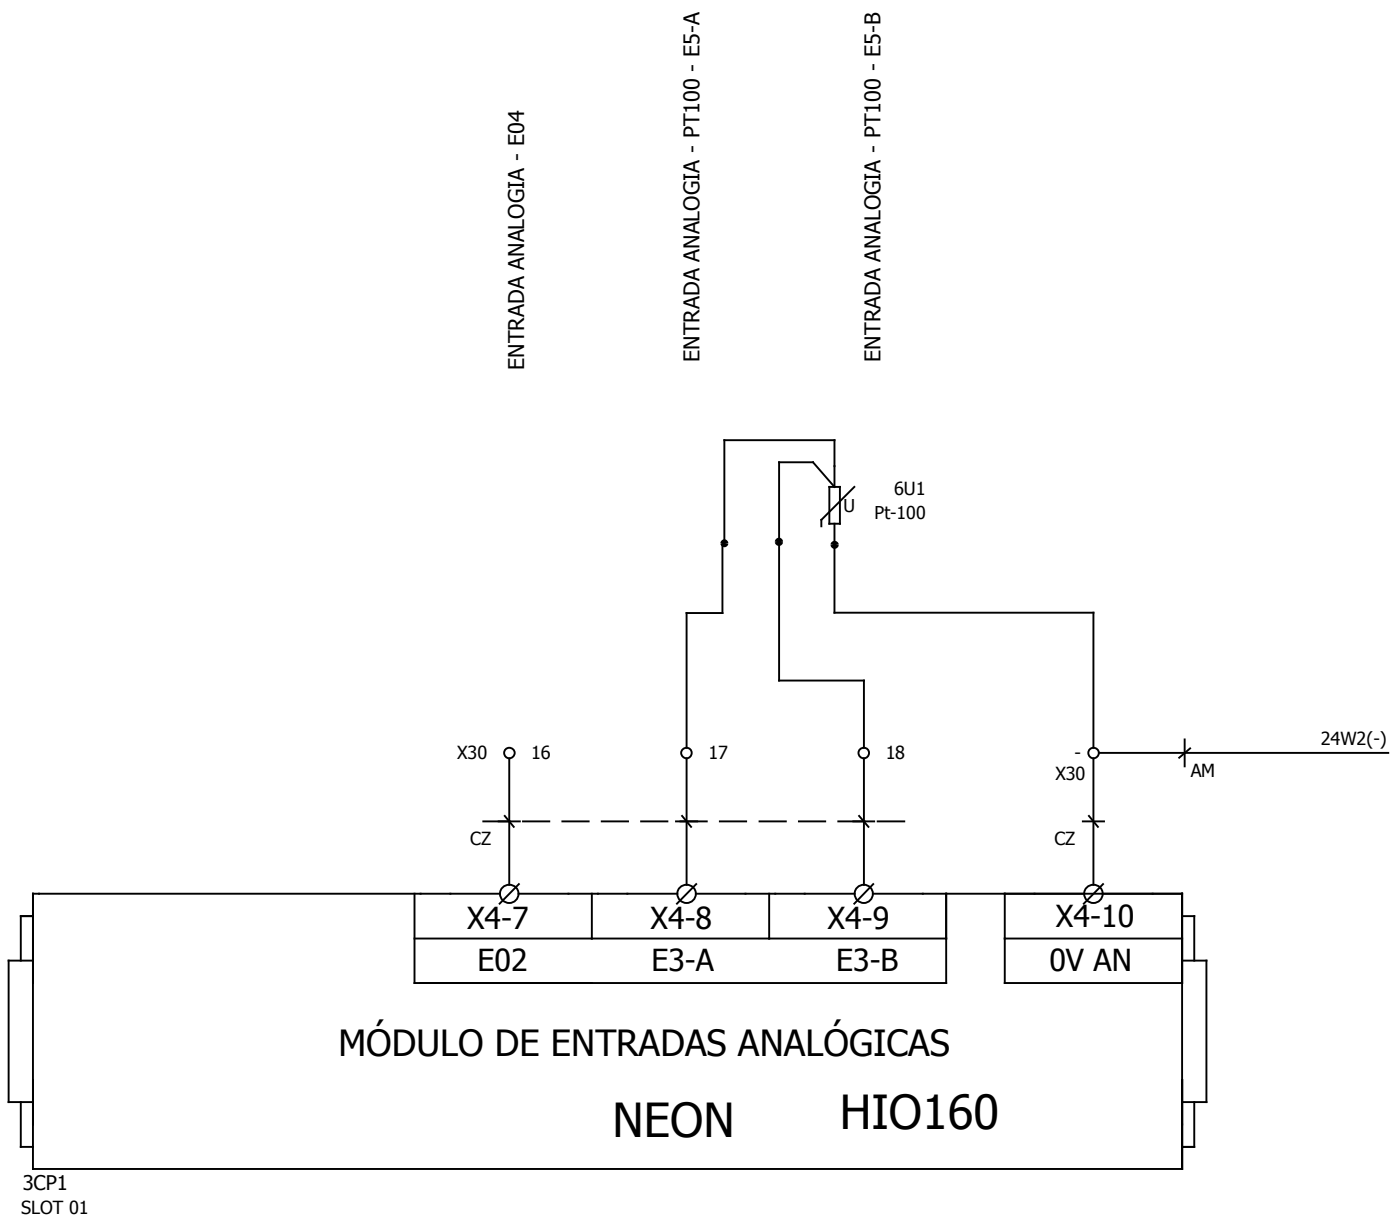 ENTRADA ANALOGIA - E04
ENTRADA ANALOGIA - PT100 - E5-A
ENTRADA ANALOGIA - PT100 - E5-B
6U1
U
Pt-100
X30
16
17
18
-
X30
24W2(-)
AM
CZ
CZ
X4-7
X4-8
X4-9
X4-10
E02
E3-A
E3-B
0V AN
MÓDULO DE ENTRADAS ANALÓGICAS
NEON
HIO160
3CP1
SLOT 01